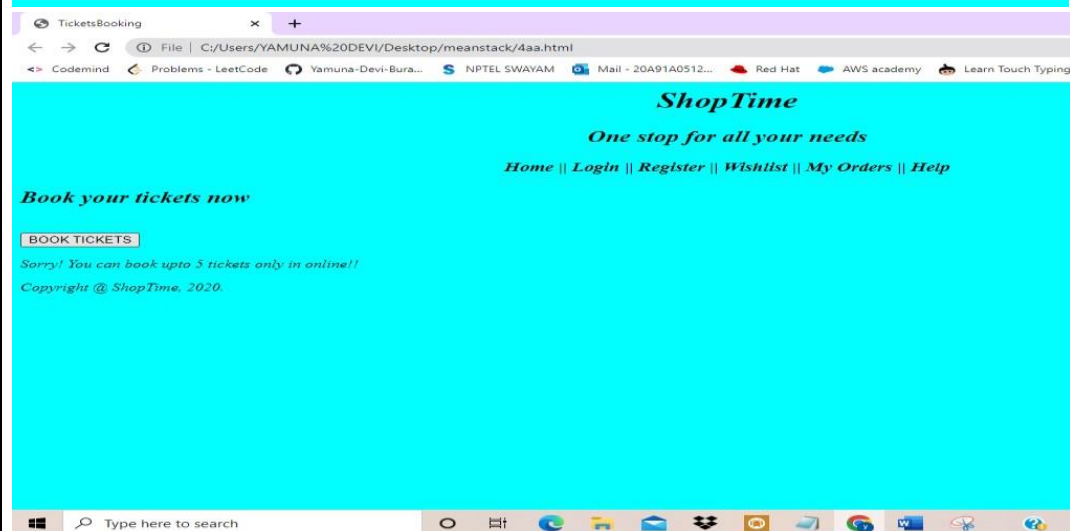 TicketsBooking × +
File | C:/Users/YAMUNA%20DEVI/Desktop/meanstack/4aa.html
<> Codemind Problems - LeetCode Yamuna-Devi-Bura... S NPTEL SWAYAM Mail - 20A91A0512... Red Hat AWS academy Learn Touch Typing
ShopTime
One stop for all your needs
Home || Login || Register || Wishlist || My Orders || Help
Book your tickets now
BOOK TICKETS
Sorry! You can book upto 5 tickets only in online!!
Copyright @ ShopTime, 2020.
Type here to search